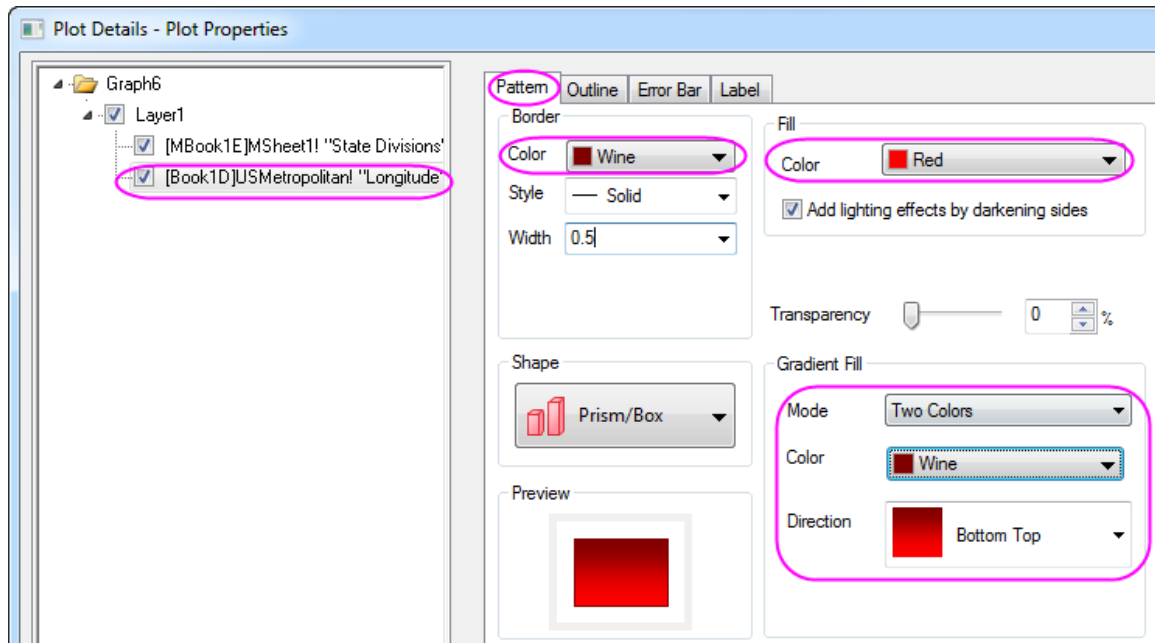 Plot Details - Plot Properties
Graph6
Layer1
[MBook1E]MSheet1! "State Divisions"
[Book1D]USMetropolitan! "Longitude"
Pattern Outline Error Bar Label
Border
Color Wine
Style Solid
Width 0.5
Fill
Color Red
Add lighting effects by darkening sides
Transparency 0 %
Shape
Prism/Box
Gradient Fill
Mode Two Colors
Color Wine
Direction Bottom Top
Preview